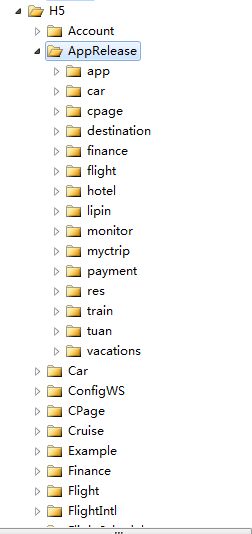 H5
Account
AppRelease
app
car
cpage
destination
finance
flight
hotel
lipin
monitor
myctrip
payment
res
train
tuan
vacations
Car
ConfigWS
CPage
Cruise
Example
Finance
Flight
FlightIntl